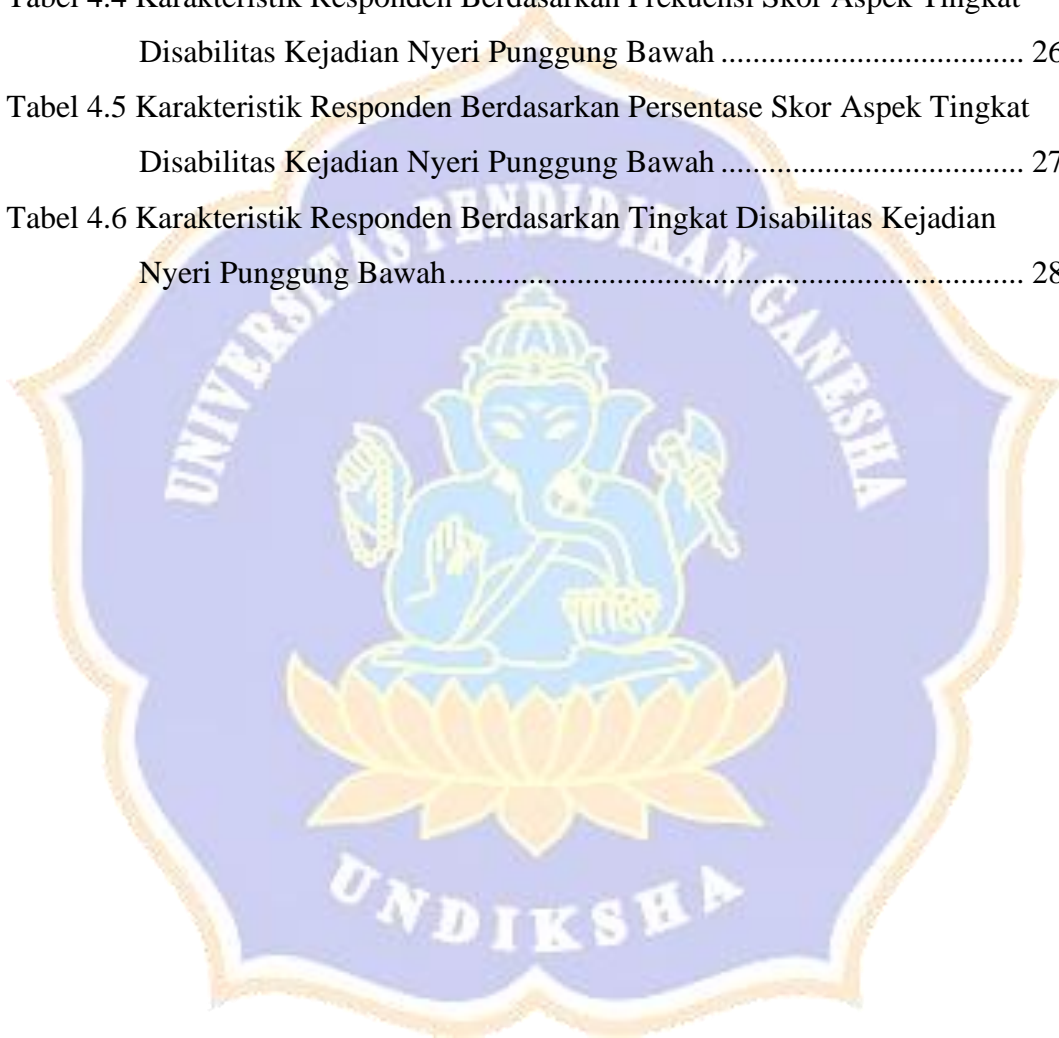 Tabel 4.4 Karakteristik Responden Berdasarkan Frekuensi Skor Aspek Tingkat
Disabilitas Kejadian Nyeri Punggung Bawah ................................... 26
Tabel 4.5 Karakteristik Responden Berdasarkan Persentase Skor Aspek Tingkat
Disabilitas Kejadian Nyeri Punggung Bawah ................................... 27
Tabel 4.6 Karakteristik Responden Berdasarkan Tingkat Disabilitas Kejadian
Nyeri Punggung Bawah.................................................................... 28
UNIVERSITAS PENDIDIKAN GANESHA
UNDIKSHA